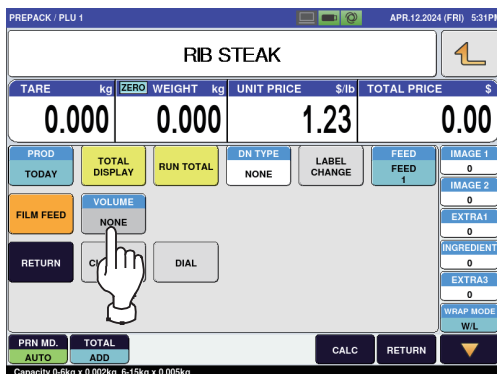 PREPACK / PLU 1 APR.12.2024 (FRI) 5:31PM
RIB STEAK
TARE kg ZERO WEIGHT kg UNIT PRICE $/lb TOTAL PRICE $
0.000 0.000 1.23 0.00
PROD
TODAY
TOTAL
DISPLAY
RUN TOTAL
DN TYPE
NONE
LABEL
CHANGE
FEED
FEED
1
IMAGE 1
0
IMAGE 2
0
FILM FEED
VOLUME
NONE
EXTRA1
0
INGREDIENT
0
RETURN
DIAL
EXTRA3
0
WRAP MODE
W/L
PRN MD.
AUTO
TOTAL
ADD
CALC
RETURN
Capacity 0-6kg x 0.002kg, 6-15kg x 0.005kg